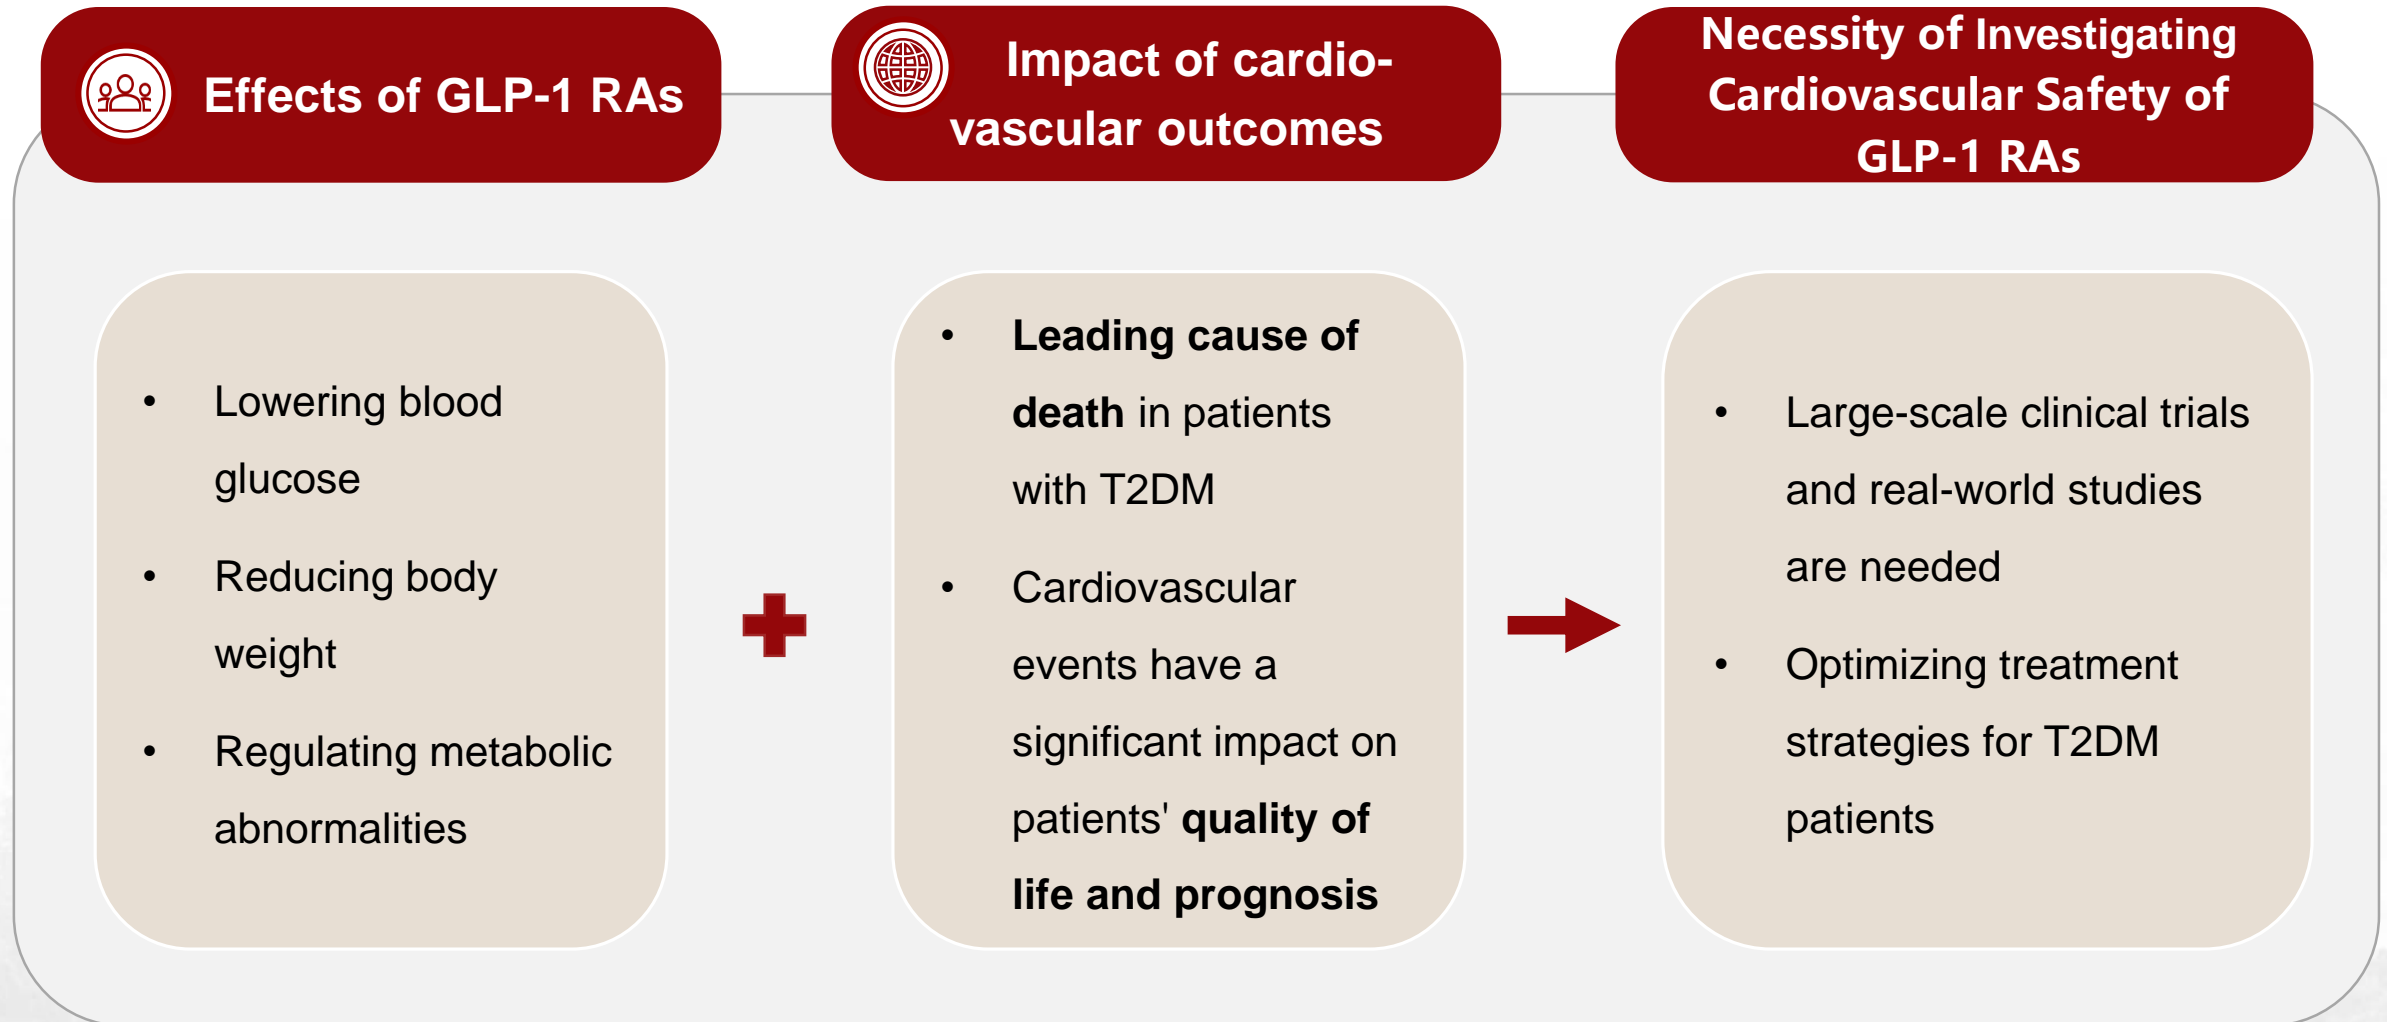 Effects of GLP-1 RAs
Impact of cardio-
vascular outcomes
Necessity of Investigating
Cardiovascular Safety of
GLP-1 RAs
• Lowering blood
glucose
• Reducing body
weight
• Regulating metabolic
abnormalities
• Leading cause of
death in patients
with T2DM
• Cardiovascular
events have a
significant impact on
patients' quality of
life and prognosis
• Large-scale clinical trials
and real-world studies
are needed
• Optimizing treatment
strategies for T2DM
patients